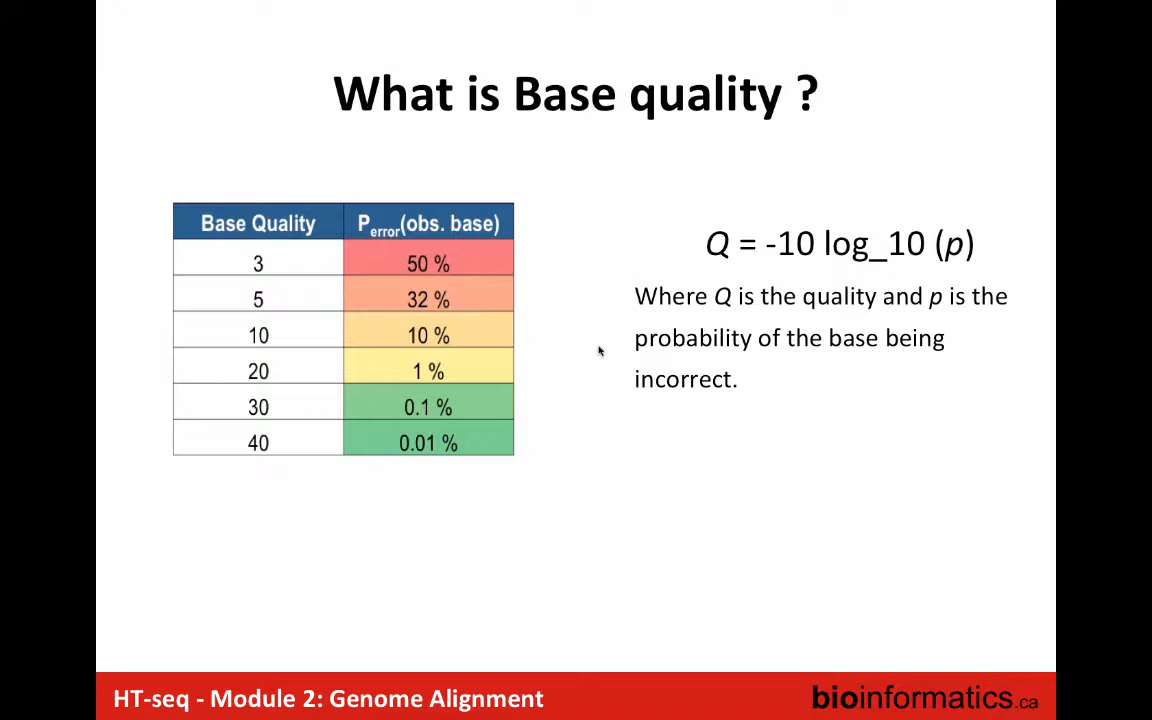 What is Base quality ?
Base Quality P_error(obs. base)
3 50 %
5 32 %
10 10 %
20 1 %
30 0.1 %
40 0.01 %
Q = -10 log_10 (p)
Where Q is the quality and p is the
probability of the base being
incorrect.
HT-seq - Module 2: Genome Alignment
bioinformatics.ca